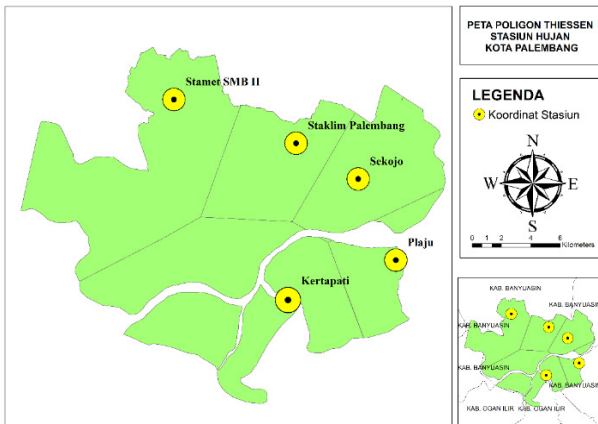 PETA POLIGON THIESSEN
STASIUN HUJAN
KOTA PALEMBANG
Stamet SMB II
Staklim Palembang
Sekojo
Plaju
Kertapati
LEGENDA
Koordinat Stasiun
N
W E
S
0 1 2 4 6
Kilometers
KAB. BANYUASIN
KAB. BANYUASIN
KAB. BANYUASIN
KAB. BANYUASIN
KAB. BANYUASIN
KAB. OGAN ILIR KAB. OGAN ILIR